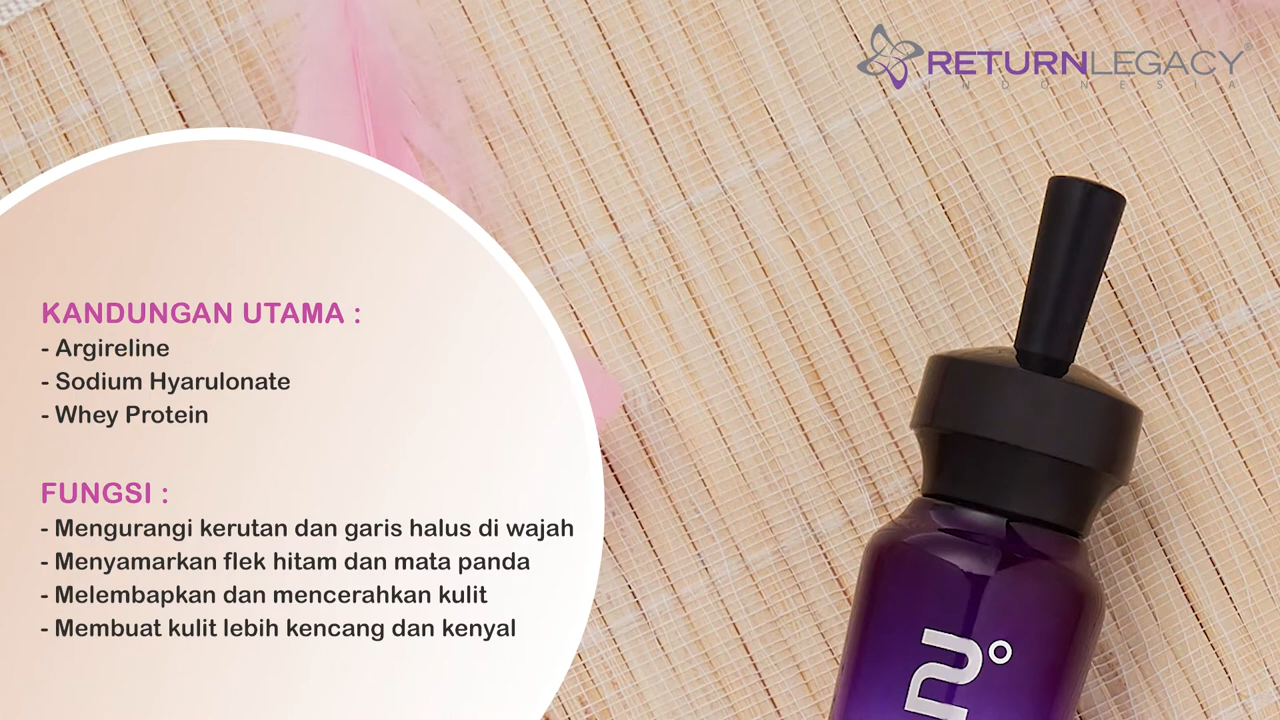 RETURNLEGACY®
INDONESIA
KANDUNGAN UTAMA :
- Argireline
- Sodium Hyarulonate
- Whey Protein
FUNGSI :
- Mengurangi kerutan dan garis halus di wajah
- Menyamarkan flek hitam dan mata panda
- Melembapkan dan mencerahkan kulit
- Membuat kulit lebih kencang dan kenyal